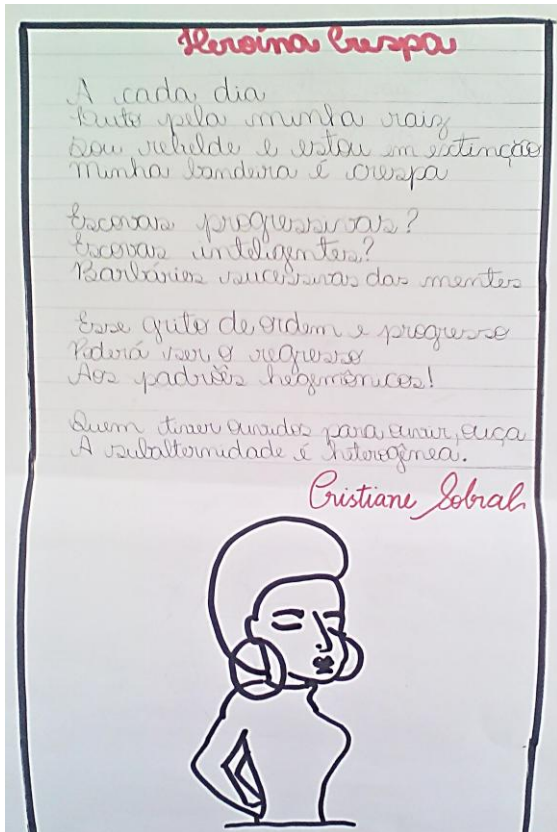 Heroína Crespa
A cada dia
Luto pela minha raiz
Sou rebelde e estou em extinção
Minha bandeira é crespa
Escovas progressivas?
Escovas inteligentes?
Barbáries sucessivas das mentes
Esse grito de ordem e progresso
Poderá ser o regresso
Aos padrões hegemônicos!
Quem tiver ouvidos para ouvir, ouça
A subalternidade é heterogênea.
Cristiane Sobral